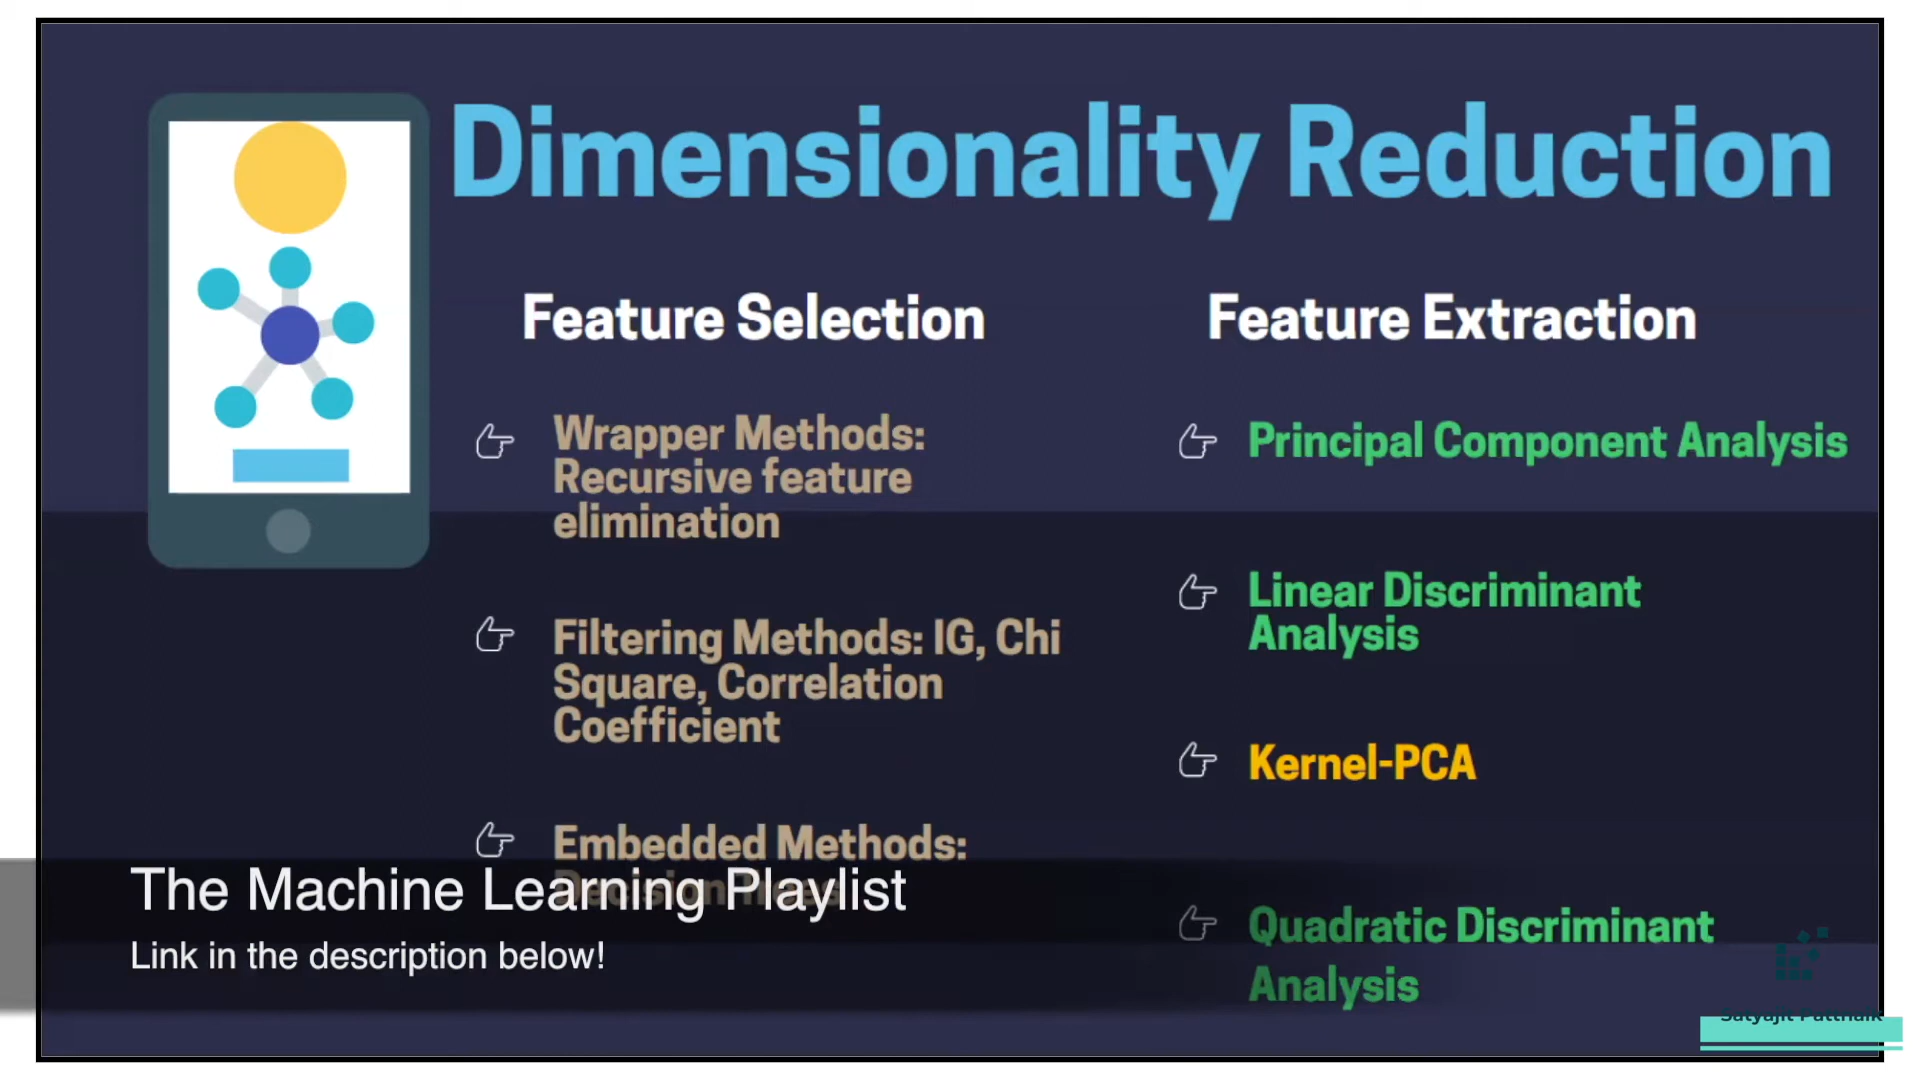 Dimensionality Reduction
Feature Selection
Wrapper Methods:
Recursive feature
elimination
Filtering Methods: IG, Chi
Square, Correlation
Coefficient
Embedded Methods:
Feature Extraction
Principal Component Analysis
Linear Discriminant
Analysis
Kernel-PCA
Quadratic Discriminant
Analysis
The Machine Learning Playlist
Link in the description below!